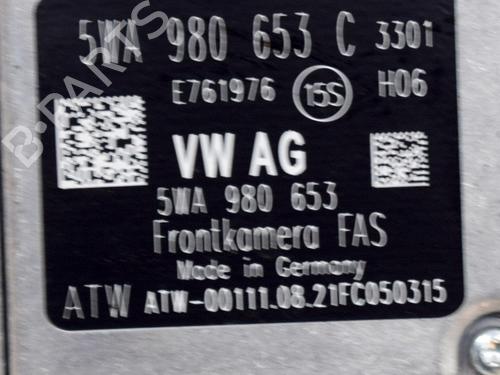 5WA 980 653 C 3301
E761976 15S H06
VW AG
5WA 980 653
Frontkamera FAS
Made in Germany
ATW ATW-00111.08.21FC050315
B-PARTS